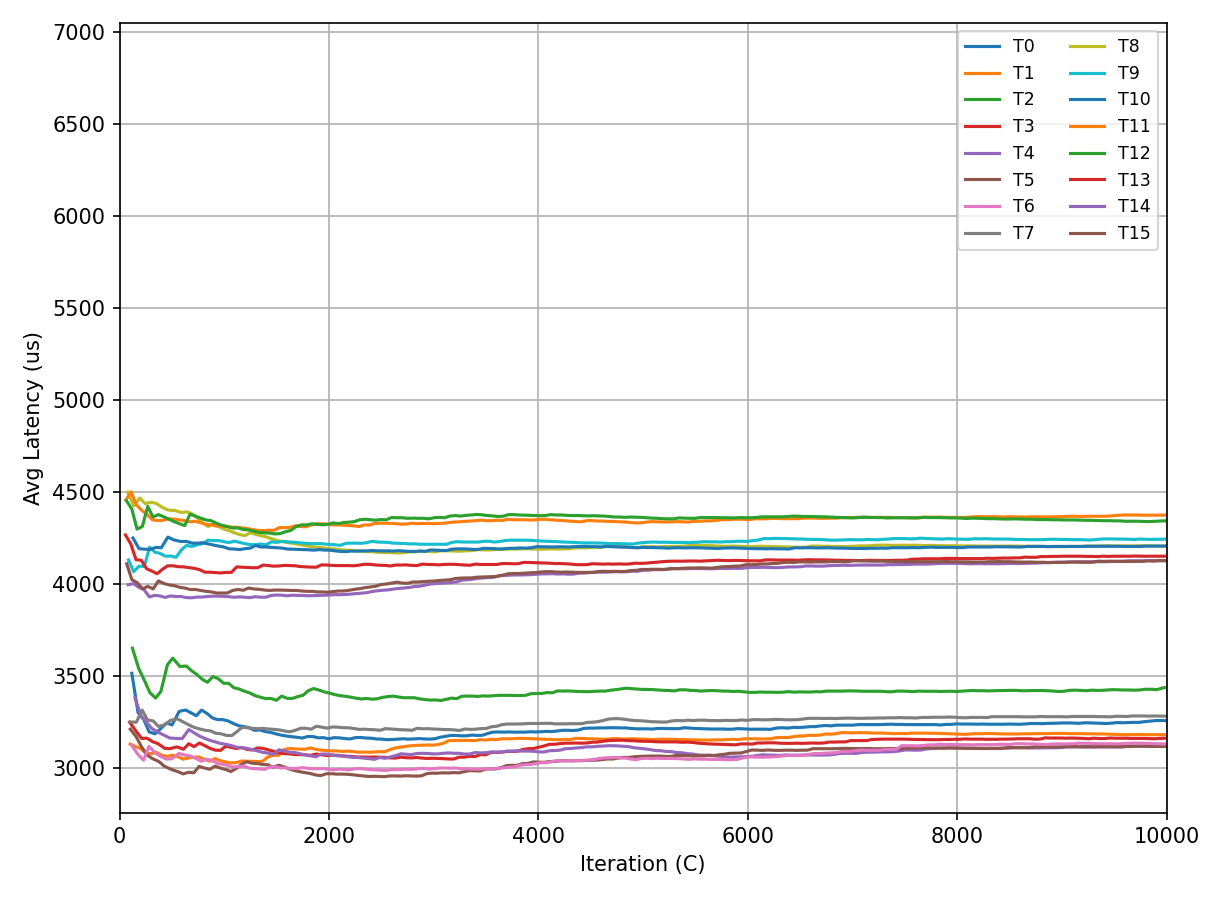 7000
6500
6000
5500
5000
4500
4000
3500
3000
Avg Latency (us)
0 2000 4000 6000 8000 10000
Iteration (C)
T0 T8
T1 T9
T2 T10
T3 T11
T4 T12
T5 T13
T6 T14
T7 T15